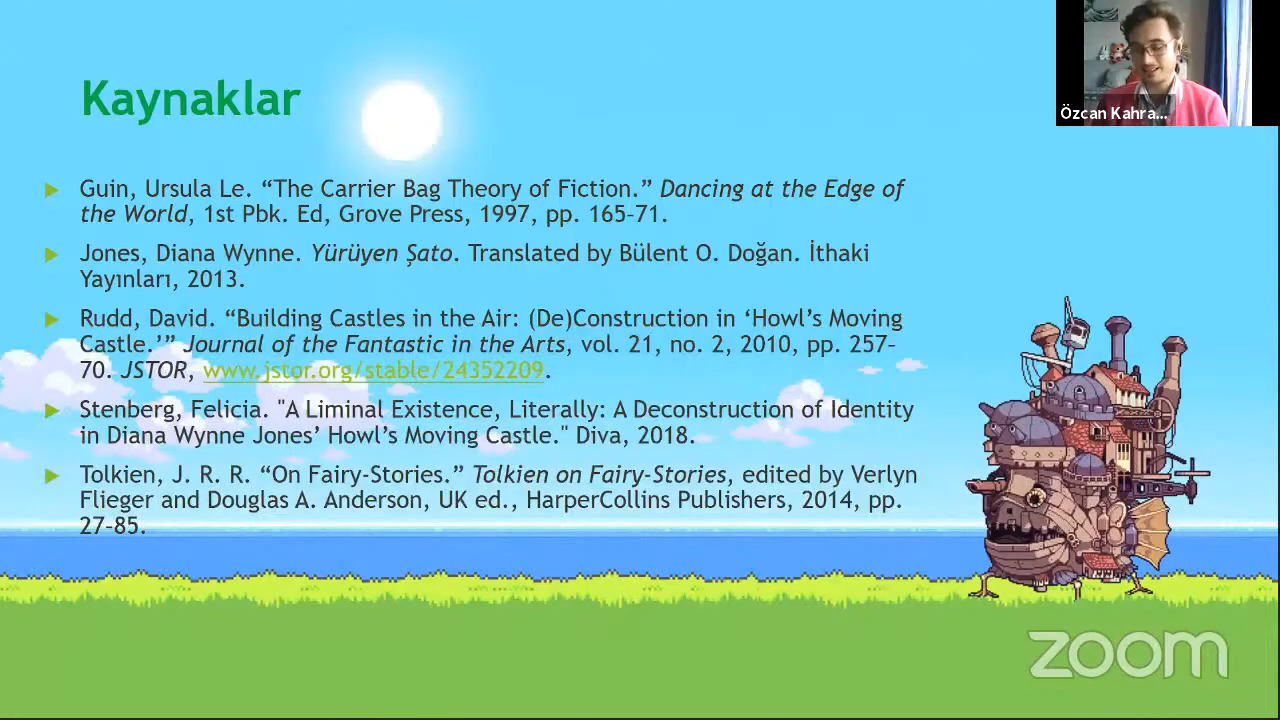 Kaynaklar
Özcan Kahra...
Guin, Ursula Le. “The Carrier Bag Theory of Fiction.” Dancing at the Edge of
the World, 1st Pbk. Ed, Grove Press, 1997, pp. 165–71.
Jones, Diana Wynne. Yürüyen Şato. Translated by Bülent O. Doğan. İthaki
Yayınları, 2013.
Rudd, David. “Building Castles in the Air: (De)Construction in ‘Howl’s Moving
Castle.’” Journal of the Fantastic in the Arts, vol. 21, no. 2, 2010, pp. 257–
70. JSTOR, www.jstor.org/stable/24352209.
Stenberg, Felicia. "A Liminal Existence, Literally: A Deconstruction of Identity
in Diana Wynne Jones’ Howl’s Moving Castle." Diva, 2018.
Tolkien, J. R. R. “On Fairy-Stories.” Tolkien on Fairy-Stories, edited by Verlyn
Flieger and Douglas A. Anderson, UK ed., HarperCollins Publishers, 2014, pp.
27–85.
zoom